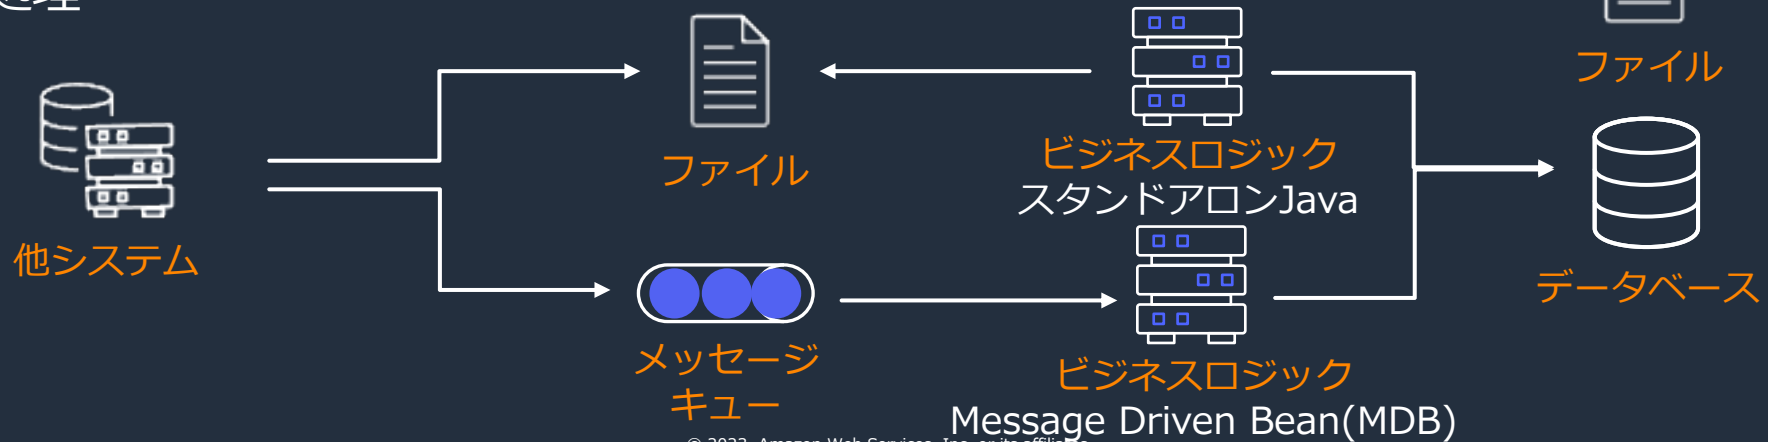 処理
ファイル
ファイル
ビジネスロジック
スタンドアロンJava
他システム
データベース
メッセージ
キュー
ビジネスロジック
Message Driven Bean(MDB)